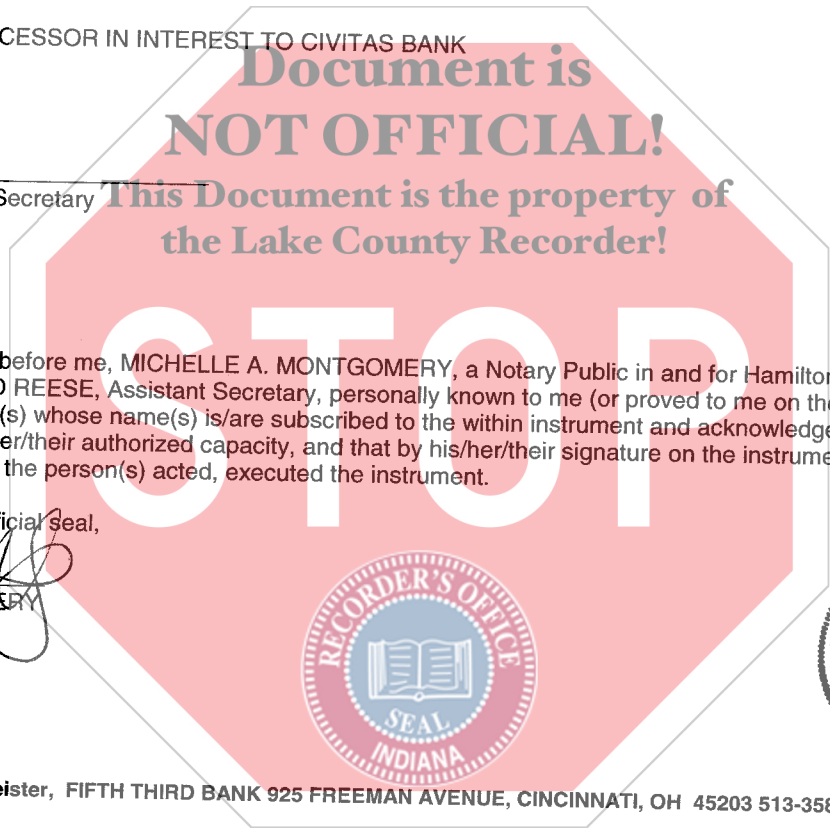 CESSOR IN INTEREST TO CIVITAS BANK
Document is
NOT OFFICIAL!
Secretary
This Document is the property of
the Lake County Recorder!
STOP
before me, MICHELLE A. MONTGOMERY, a Notary Public in and for Hamilton
REESE, Assistant Secretary, personally known to me (or proved to me on the
(s) whose name(s) is/are subscribed to the within instrument and acknowledge
er/their authorized capacity, and that by his/her/their signature on the instrume
the person(s) acted, executed the instrument.
icial seal,
ERY
RECORDER'S OFFICE
SEAL
INDIANA
eister, FIFTH THIRD BANK 925 FREEMAN AVENUE, CINCINNATI, OH 45203 513-358